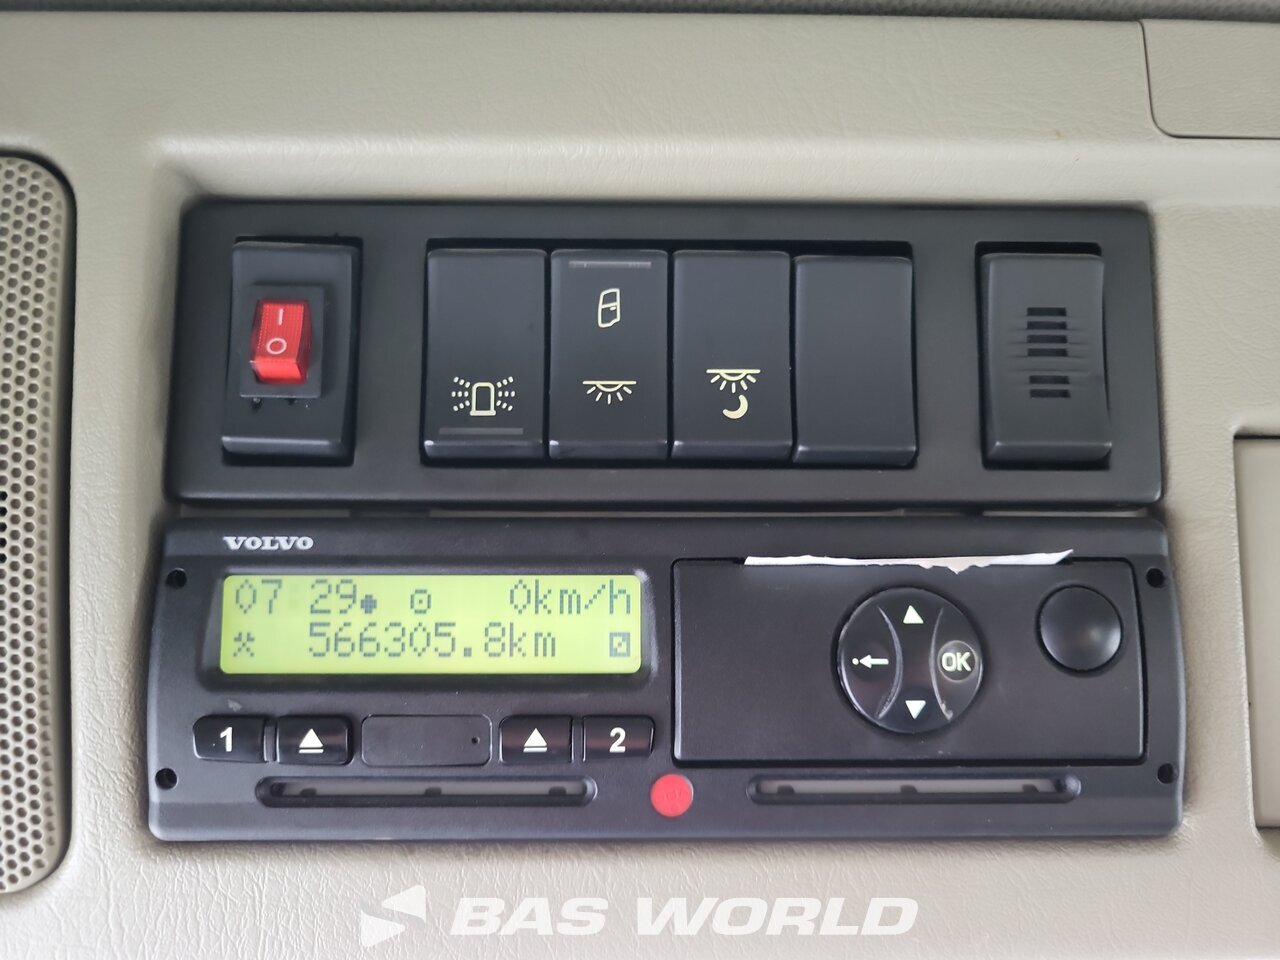 I
O
VOLVO
07:29 0km/h
566305.8km
OK
1
2
BAS WORLD